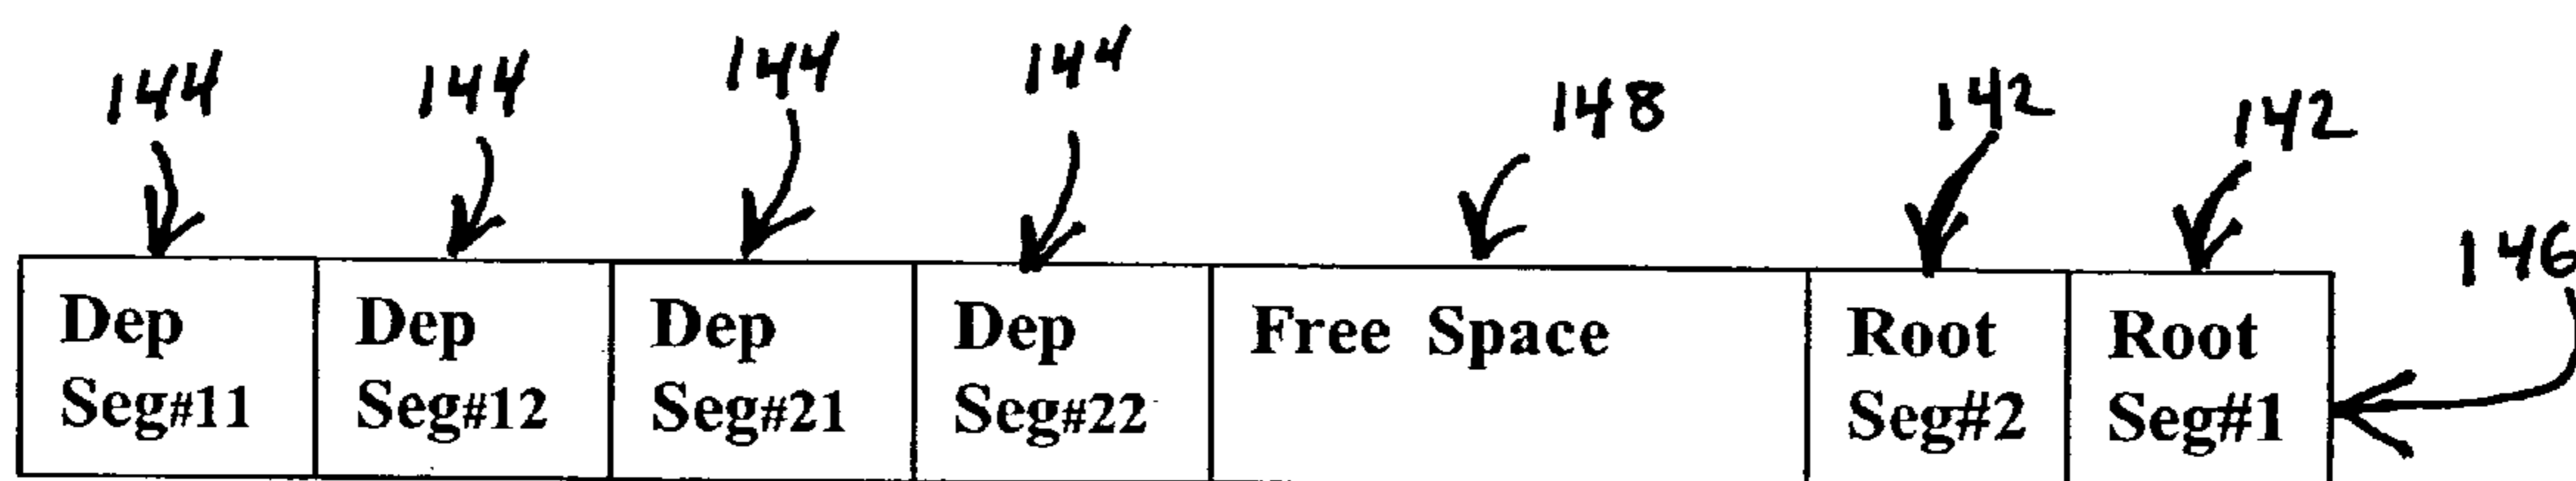 144 144 144 144 148 142 142
146
Dep Dep Dep Dep Free Space Root Root
Seg#11 Seg#12 Seg#21 Seg#22 Seg#2 Seg#1